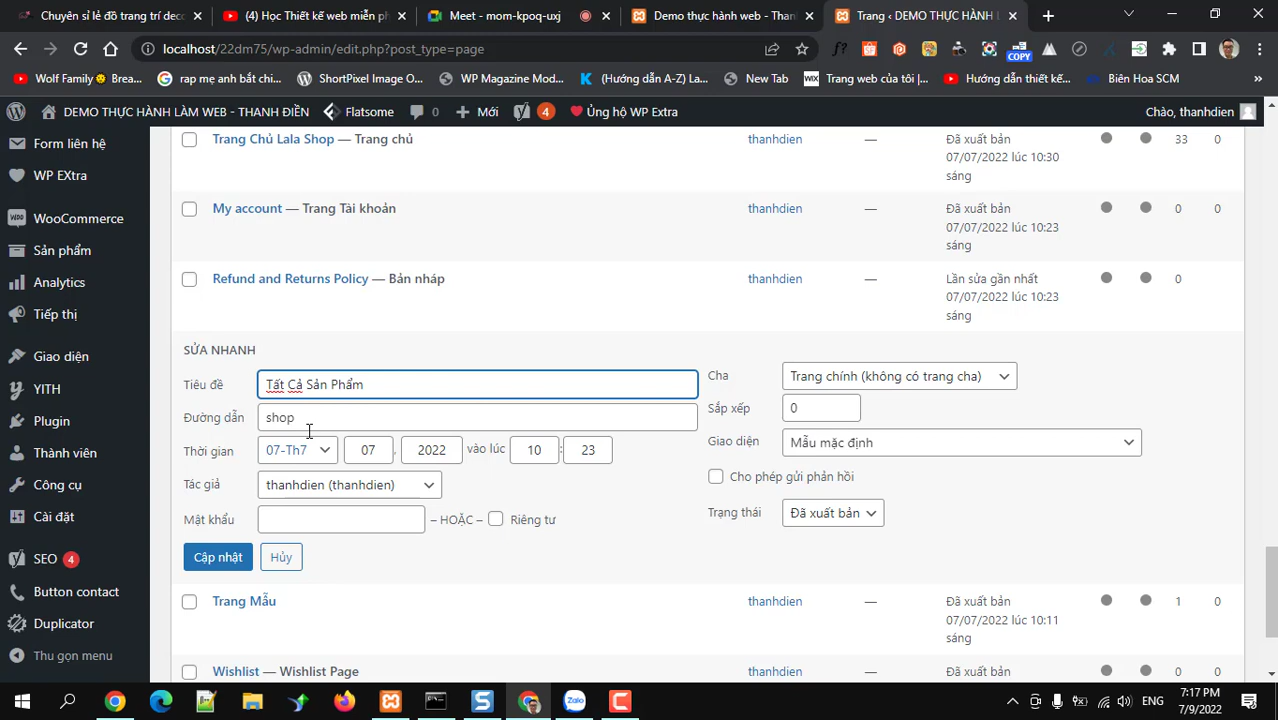 Chuyên sỉ lẻ đồ trang trí deco
(4) Học Thiết kế web miễn ph
Meet - mom-kpoq-uxj
Demo thực hành web - Thanh
Trang ‹ DEMO THỰC HÀNH L
localhost/22dm75/wp-admin/edit.php?post_type=page
f?
COPY
Wolf Family Brea...
rap mẹ anh bắt chi...
ShortPixel Image O...
WP Magazine Mod...
(Hướng dẫn A-Z) La...
New Tab
WIX
Trang web của tôi |...
Hướng dẫn thiết kế...
Biên Hoa SCM
»
DEMO THỰC HÀNH LÀM WEB - THANH ĐIỀN
Flatsome
0
Mới
4
Ủng hộ WP Extra
Chào, thanhdien
Form liên hệ
WP EXtra
WooCommerce
Sản phẩm
Analytics
Tiếp thị
Giao diện
YITH
Plugin
Thành viên
Công cụ
Cài đặt
SEO 4
Button contact
Duplicator
Thu gọn menu
Trang Chủ Lala Shop — Trang chủ
thanhdien
—
Đã xuất bản
07/07/2022 lúc 10:30
sáng
33
0
My account — Trang Tài khoản
thanhdien
—
Đã xuất bản
07/07/2022 lúc 10:23
sáng
0
0
Refund and Returns Policy — Bản nháp
thanhdien
—
Lần sửa gần nhất
07/07/2022 lúc 10:23
sáng
0
SỬA NHANH
Tiêu đề
Tất Cả Sản Phẩm
Đường dẫn
shop
Thời gian
07-Th7
07
,
2022
vào lúc
10
:
23
Tác giả
thanhdien (thanhdien)
Mật khẩu
– HOẶC –
Riêng tư
Cha
Trang chính (không có trang cha)
Sắp xếp
0
Giao diện
Mẫu mặc định
Cho phép gửi phản hồi
Trạng thái
Đã xuất bản
Cập nhật
Hủy
Trang Mẫu
thanhdien
—
Đã xuất bản
07/07/2022 lúc 10:11
sáng
1
0
Wishlist — Wishlist Page
thanhdien
—
Đã xuất bản
0
0
Zalo
ENG
7:17 PM
7/9/2022